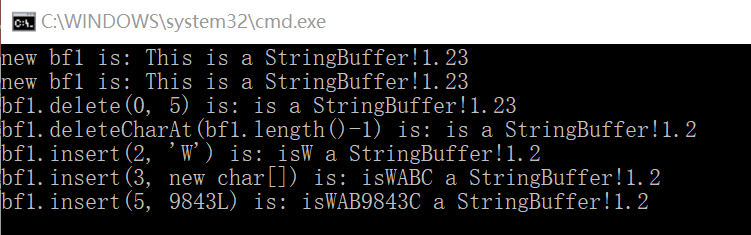 C:\WINDOWS\system32\cmd.exe
new bf1 is: This is a StringBuffer!1.23
new bf1 is: This is a StringBuffer!1.23
bf1.delete(0, 5) is: is a StringBuffer!1.23
bf1.deleteCharAt(bf1.length()-1) is: is a StringBuffer!1.2
bf1.insert(2, 'W') is: isW a StringBuffer!1.2
bf1.insert(3, new char[]) is: isWABC a StringBuffer!1.2
bf1.insert(5, 9843L) is: isWAB9843C a StringBuffer!1.2